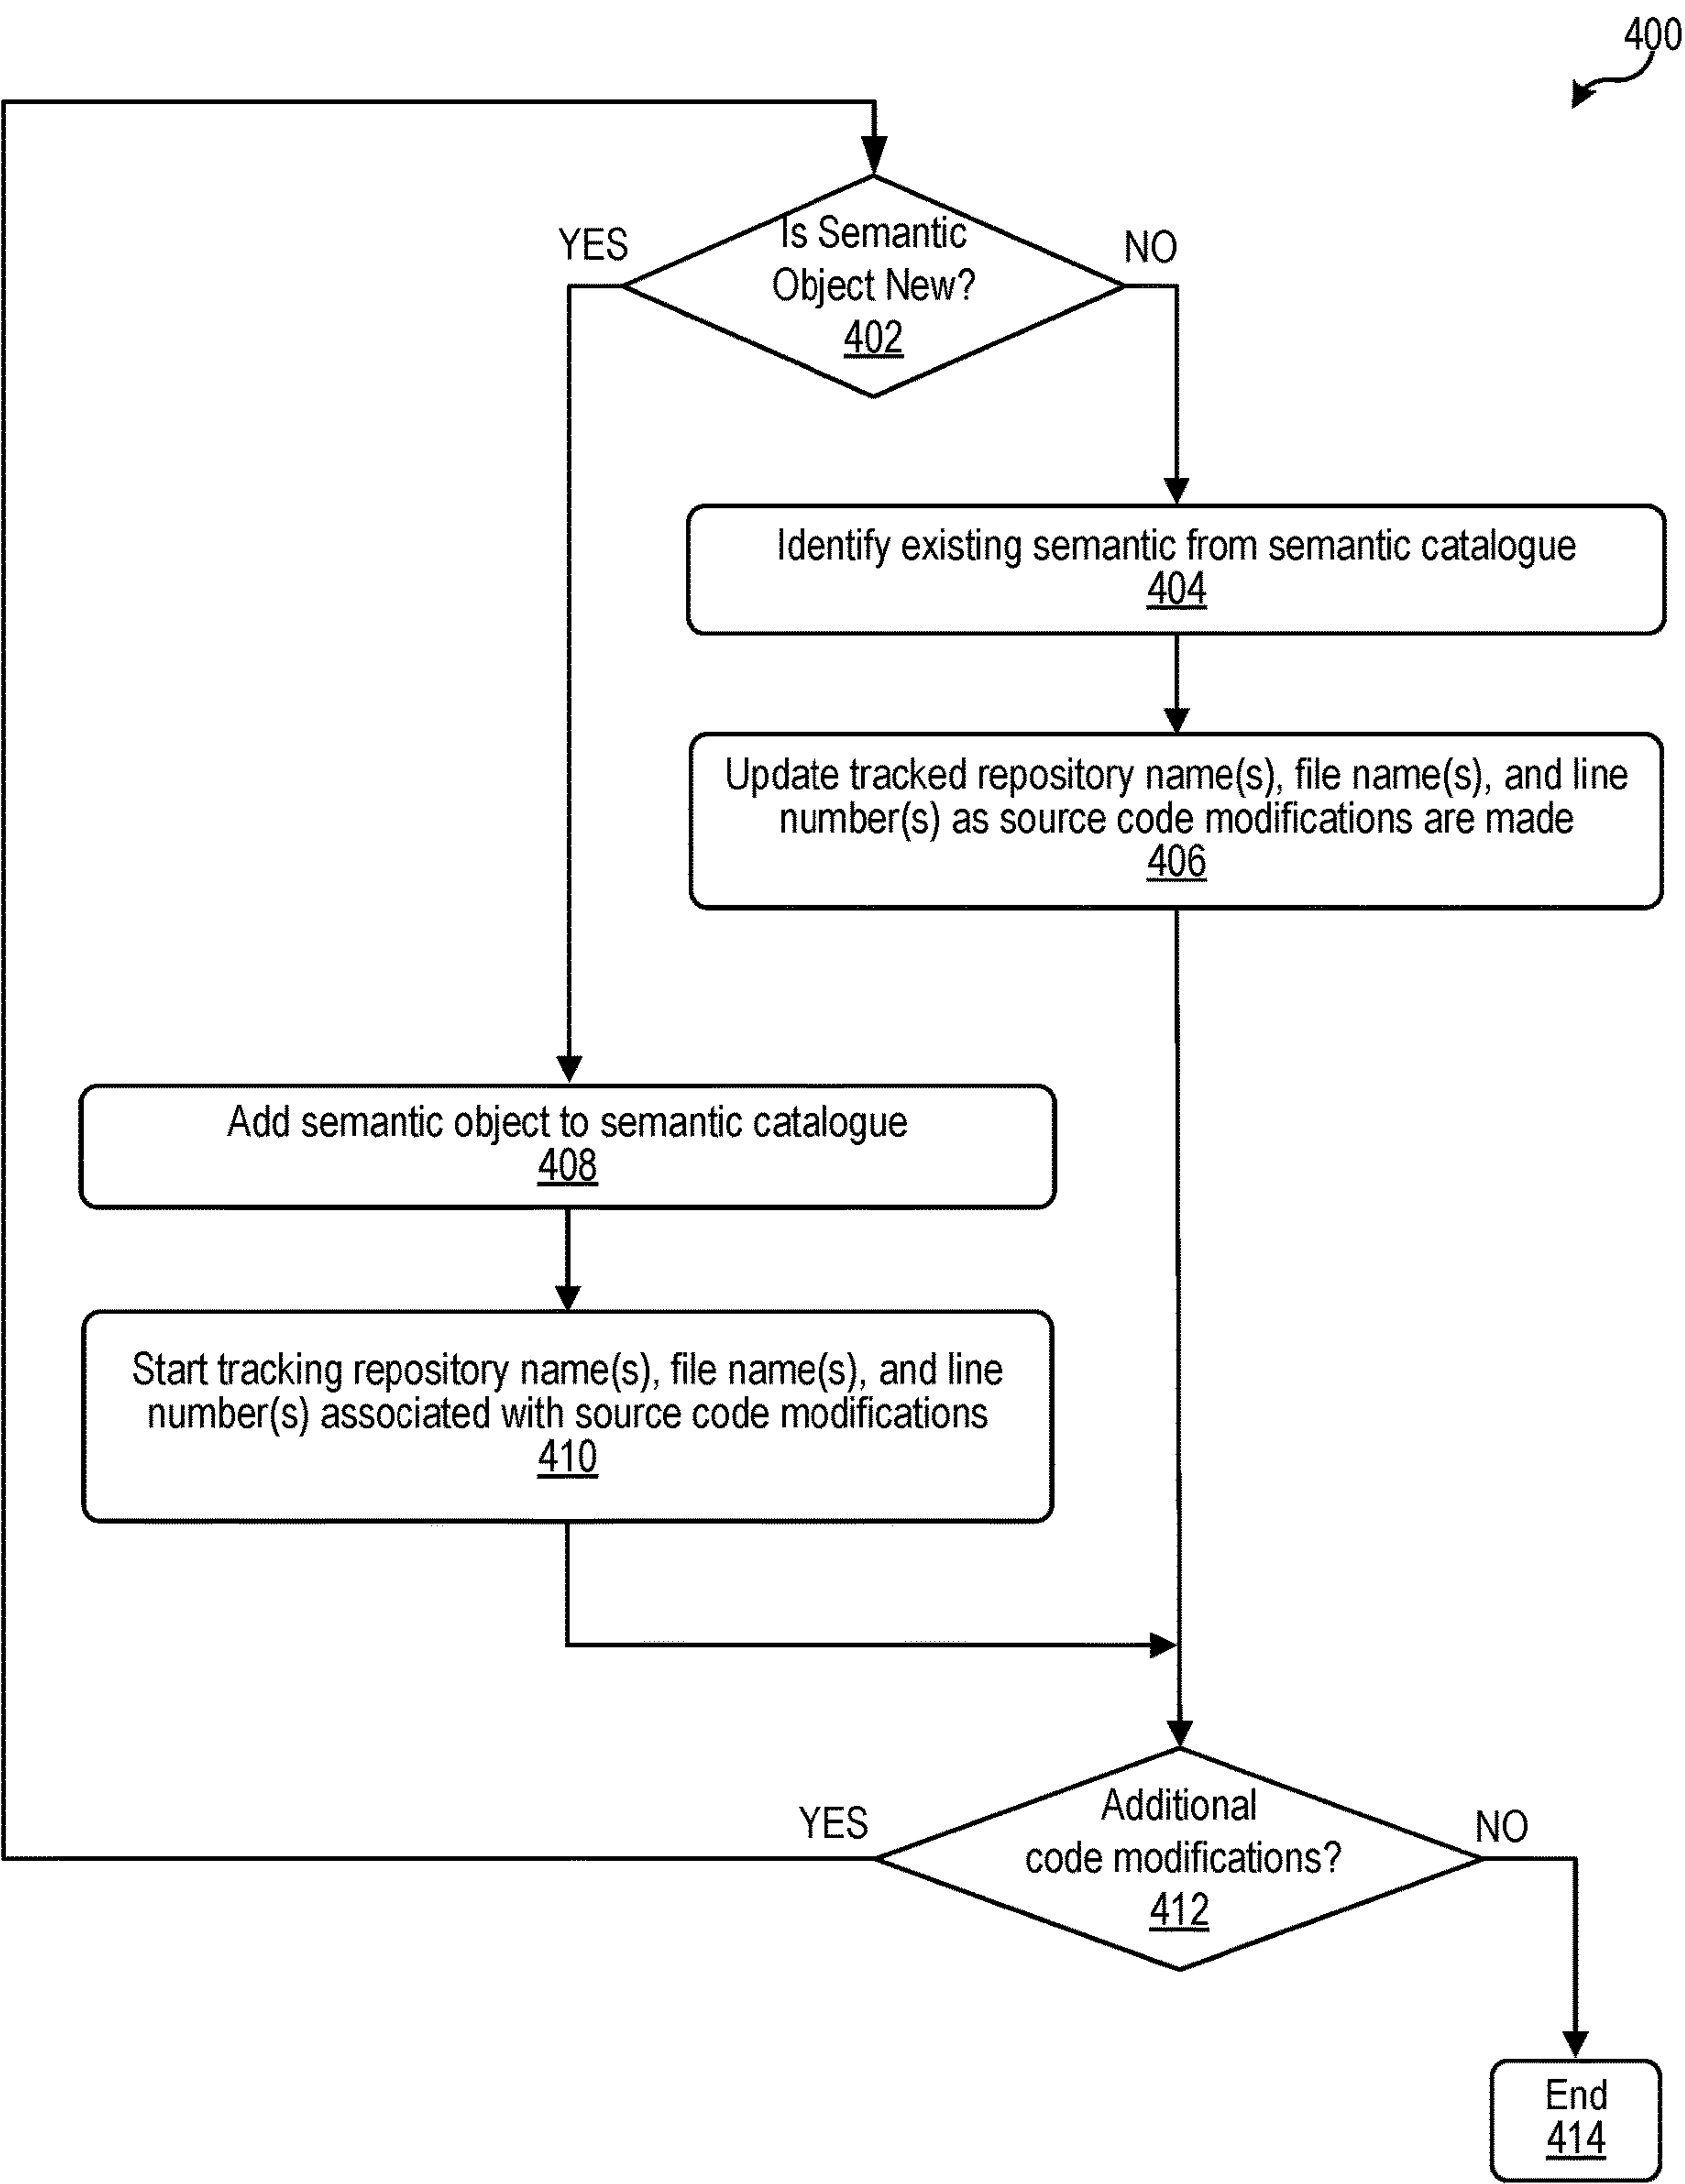 400
Is Semantic
Object New?
402
YES
NO
Identify existing semantic from semantic catalogue
404
Update tracked repository name(s), file name(s), and line
number(s) as source code modifications are made
406
Add semantic object to semantic catalogue
408
Start tracking repository name(s), file name(s), and line
number(s) associated with source code modifications
410
Additional
code modifications?
412
YES
NO
End
414